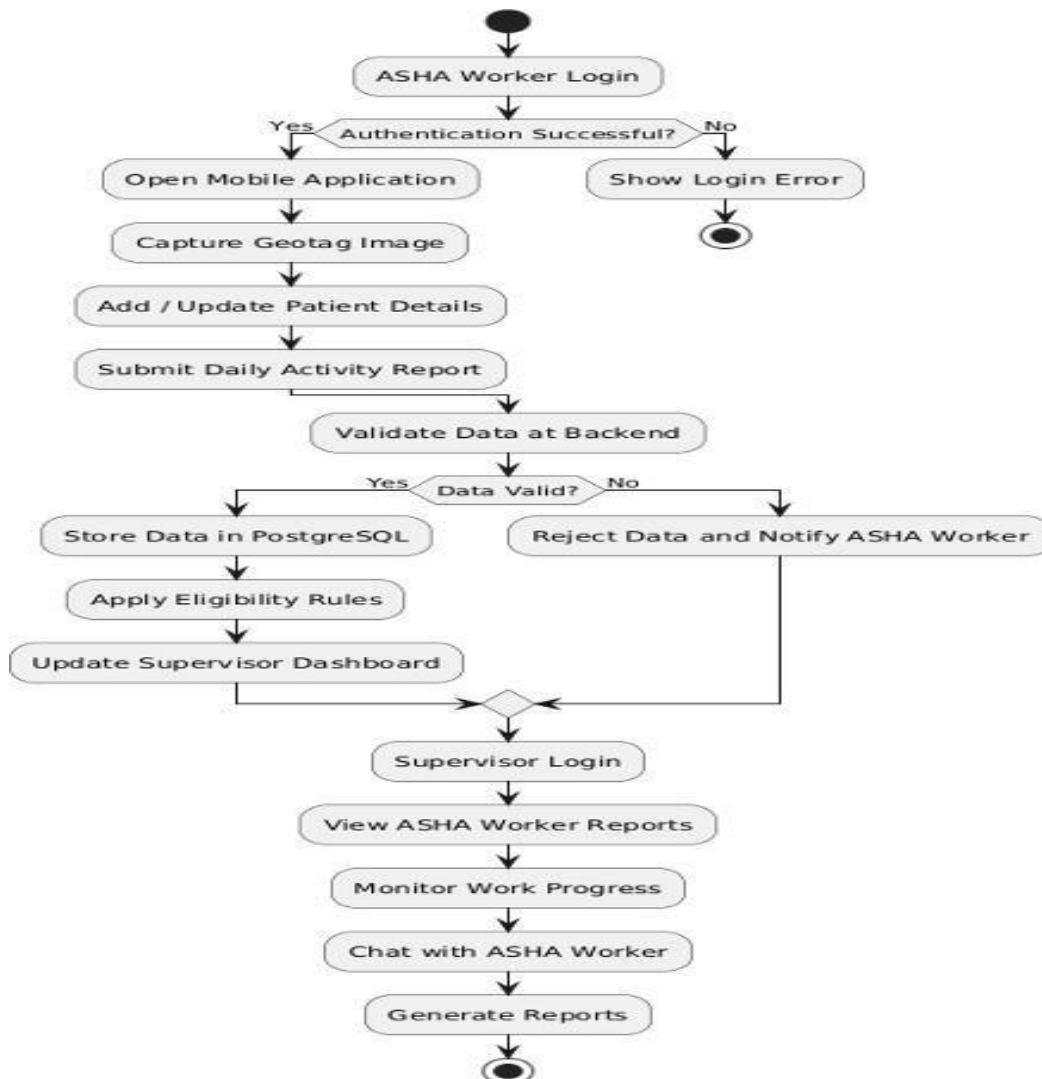 ASHA Worker Login
Yes
Authentication Successful?
No
Open Mobile Application
Show Login Error
Capture Geotag Image
Add / Update Patient Details
Submit Daily Activity Report
Validate Data at Backend
Yes
Data Valid?
No
Store Data in PostgreSQL
Reject Data and Notify ASHA Worker
Apply Eligibility Rules
Update Supervisor Dashboard
Supervisor Login
View ASHA Worker Reports
Monitor Work Progress
Chat with ASHA Worker
Generate Reports